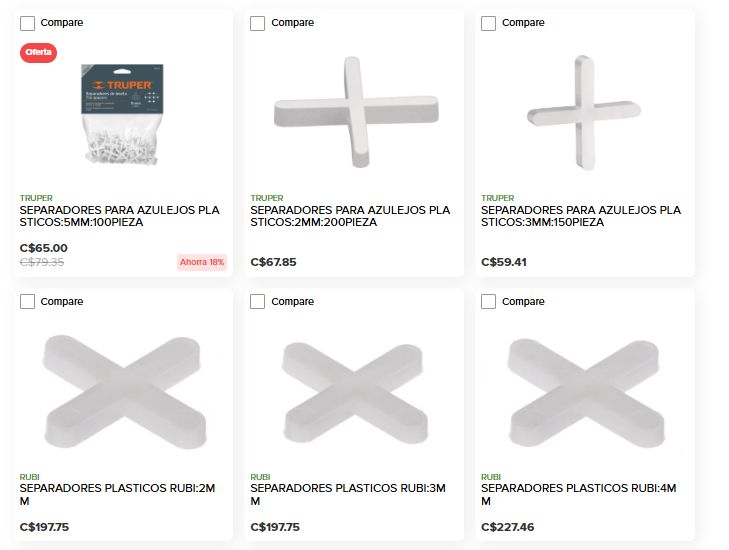 Compare
Compare
Compare
Oferta
TRUPER
TRUPER
SEPARADORES PARA AZULEJOS PLA
STICOS:5MM:100PIEZA
C$65.00
C$79.35
Ahorra 18%
TRUPER
SEPARADORES PARA AZULEJOS PLA
STICOS:2MM:200PIEZA
C$67.85
TRUPER
SEPARADORES PARA AZULEJOS PLA
STICOS:3MM:150PIEZA
C$59.41
Compare
Compare
Compare
RUBI
SEPARADORES PLASTICOS RUBI:2M
M
C$197.75
RUBI
SEPARADORES PLASTICOS RUBI:3M
M
C$197.75
RUBI
SEPARADORES PLASTICOS RUBI:4M
M
C$227.46